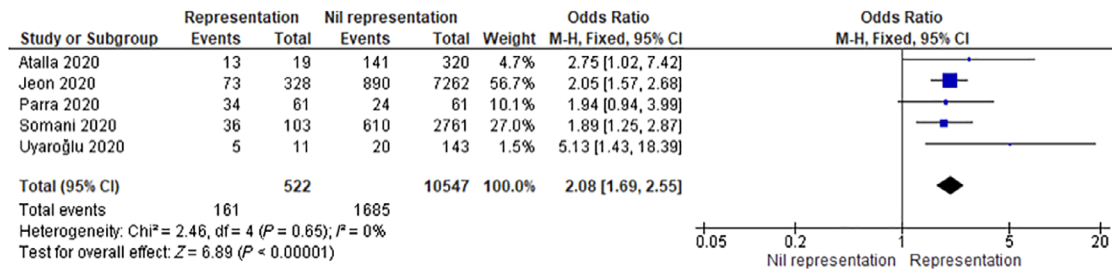 Representation Nil representation Odds Ratio Odds Ratio
Study or Subgroup Events Total Events Total Weight M-H, Fixed, 95% CI M-H, Fixed, 95% CI
Atalla 2020 13 19 141 320 4.7% 2.75 [1.02, 7.42]
Jeon 2020 73 328 890 7262 56.7% 2.05 [1.57, 2.68]
Parra 2020 34 61 24 61 10.1% 1.94 [0.94, 3.99]
Somani 2020 36 103 610 2761 27.0% 1.89 [1.25, 2.87]
Uyaroğlu 2020 5 11 20 143 1.5% 5.13 [1.43, 18.39]
Total (95% CI) 522 10547 100.0% 2.08 [1.69, 2.55]
Total events 161 1685
Heterogeneity: Chi² = 2.46, df = 4 (P = 0.65); I² = 0%
Test for overall effect: Z = 6.89 (P < 0.00001)
0.05 0.2 1 5 20
Nil representation Representation